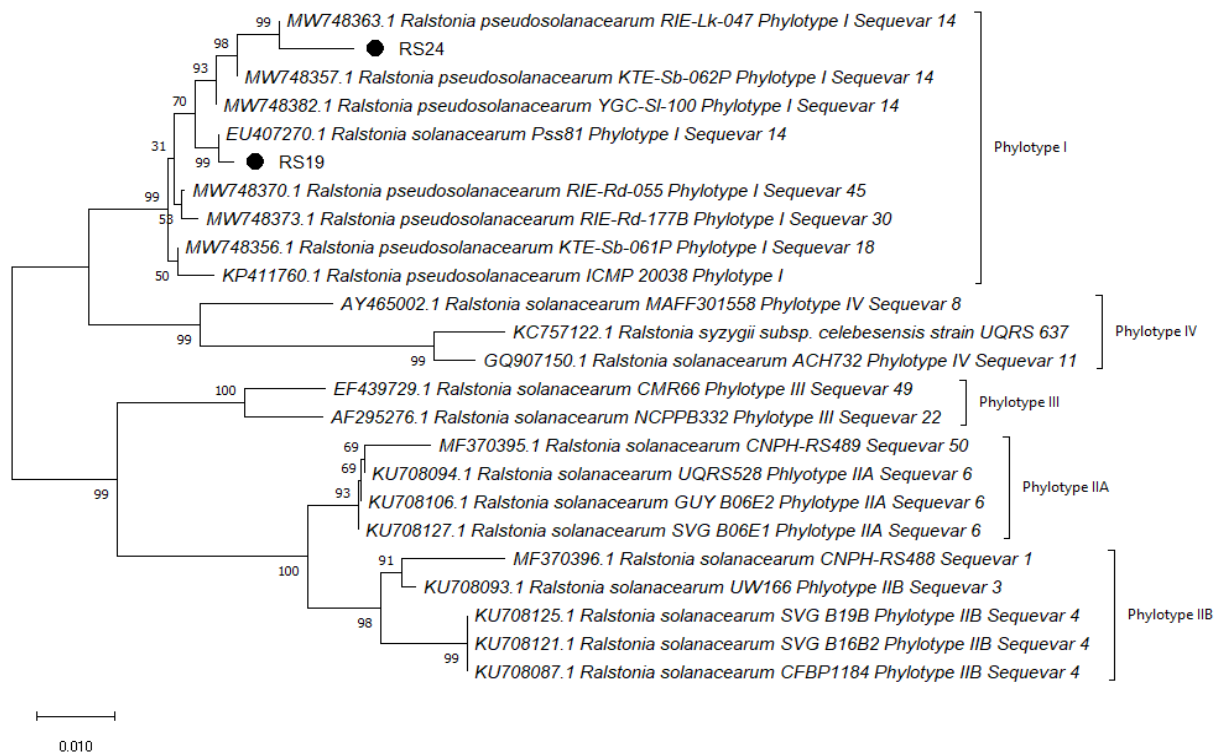 99
MW748363.1 Ralstonia pseudosolanacearum RIE-Lk-047 Phylotype I Sequevar 14
98
RS24
93
MW748357.1 Ralstonia pseudosolanacearum KTE-Sb-062P Phylotype I Sequevar 14
70
MW748382.1 Ralstonia pseudosolanacearum YGC-Sl-100 Phylotype I Sequevar 14
31
EU407270.1 Ralstonia solanacearum Pss81 Phylotype I Sequevar 14
Phylotype I
99
RS19
99
MW748370.1 Ralstonia pseudosolanacearum RIE-Rd-055 Phylotype I Sequevar 45
53
MW748373.1 Ralstonia pseudosolanacearum RIE-Rd-177B Phylotype I Sequevar 30
MW748356.1 Ralstonia pseudosolanacearum KTE-Sb-061P Phylotype I Sequevar 18
50
KP411760.1 Ralstonia pseudosolanacearum ICMP 20038 Phylotype I
AY465002.1 Ralstonia solanacearum MAFF301558 Phylotype IV Sequevar 8
99
KC757122.1 Ralstonia syzygii subsp. celebesensis strain UQRS 637
Phylotype IV
99
GQ907150.1 Ralstonia solanacearum ACH732 Phylotype IV Sequevar 11
100
EF439729.1 Ralstonia solanacearum CMR66 Phylotype III Sequevar 49
Phylotype III
AF295276.1 Ralstonia solanacearum NCPPB332 Phylotype III Sequevar 22
69
MF370395.1 Ralstonia solanacearum CNPH-RS489 Sequevar 50
69
KU708094.1 Ralstonia solanacearum UQRS528 Phlyotype IIA Sequevar 6
Phylotype IIA
99
93
KU708106.1 Ralstonia solanacearum GUY B06E2 Phylotype IIA Sequevar 6
KU708127.1 Ralstonia solanacearum SVG B06E1 Phylotype IIA Sequevar 6
100
91
MF370396.1 Ralstonia solanacearum CNPH-RS488 Sequevar 1
KU708093.1 Ralstonia solanacearum UW166 Phlyotype IIB Sequevar 3
98
KU708125.1 Ralstonia solanacearum SVG B19B Phylotype IIB Sequevar 4
Phylotype IIB
KU708121.1 Ralstonia solanacearum SVG B16B2 Phylotype IIB Sequevar 4
99
KU708087.1 Ralstonia solanacearum CFBP1184 Phylotype IIB Sequevar 4
0.010